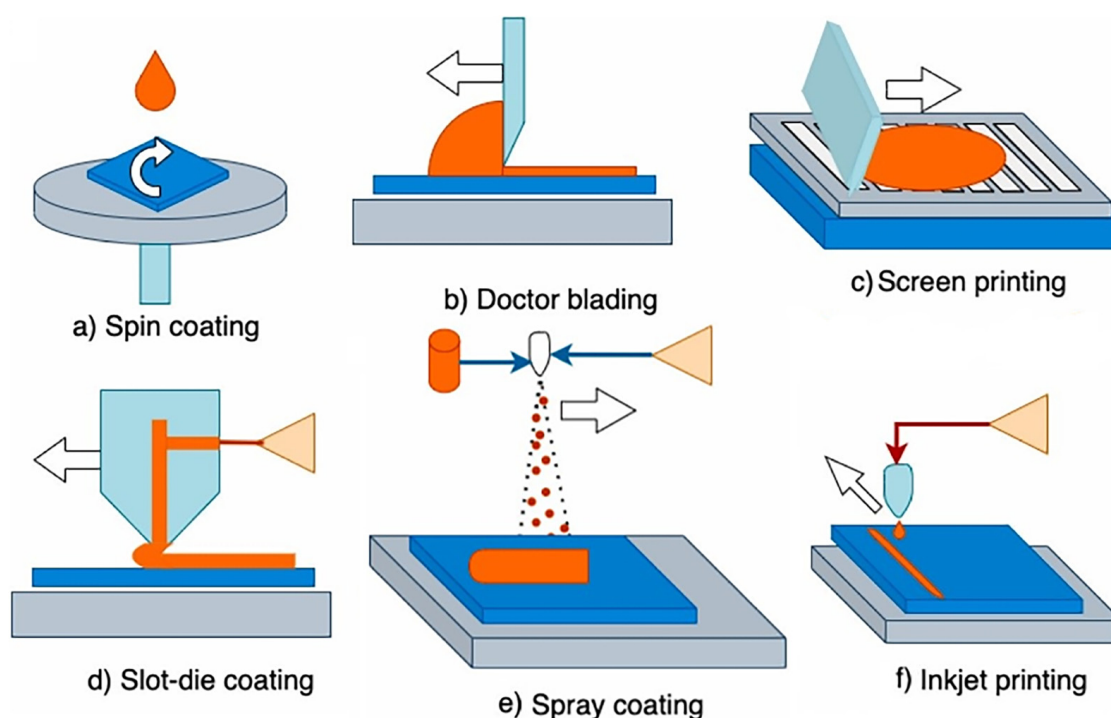 a) Spin coating
b) Doctor blading
c) Screen printing
d) Slot-die coating
e) Spray coating
f) Inkjet printing